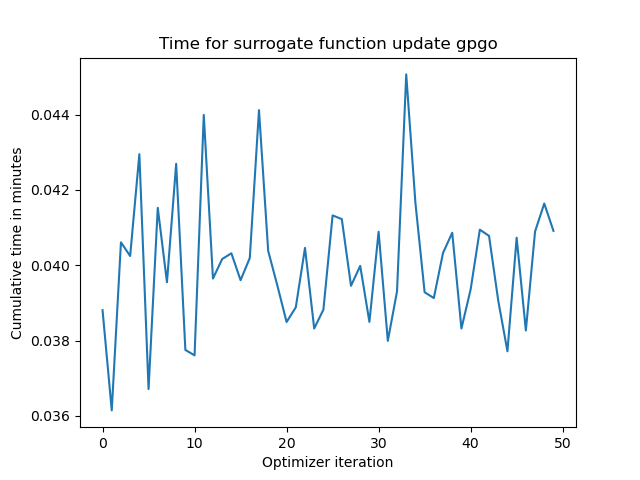 Time for surrogate function update gpgo
Cumulative time in minutes
0.044
0.042
0.040
0.038
0.036
0 10 20 30 40 50
Optimizer iteration